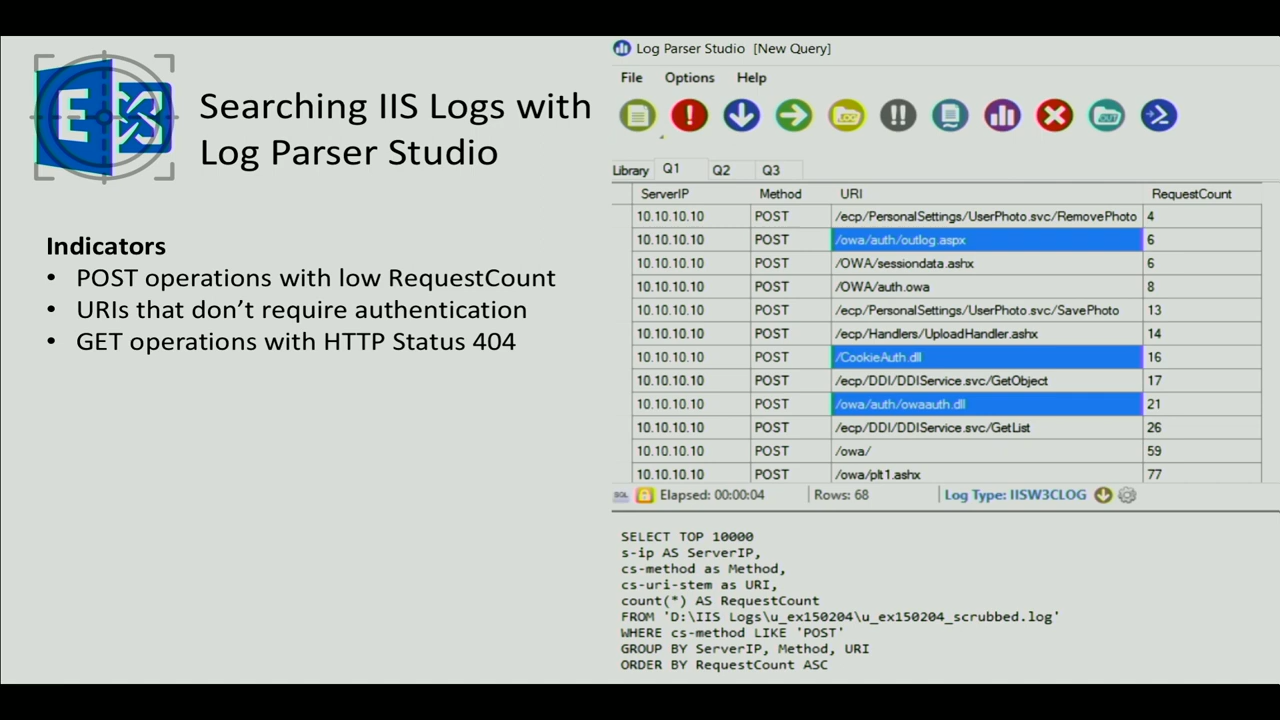 Searching IIS Logs with
Log Parser Studio
Indicators
• POST operations with low RequestCount
• URIs that don’t require authentication
• GET operations with HTTP Status 404
Log Parser Studio [New Query]
File Options Help
Library Q1 Q2 Q3
ServerIP Method URI RequestCount
10.10.10.10 POST /ecp/PersonalSettings/UserPhoto.svc/RemovePhoto 4
10.10.10.10 POST /owa/auth/outlog.aspx 6
10.10.10.10 POST /OWA/sessiondata.ashx 6
10.10.10.10 POST /OWA/auth.owa 8
10.10.10.10 POST /ecp/PersonalSettings/UserPhoto.svc/SavePhoto 13
10.10.10.10 POST /ecp/Handlers/UploadHandler.ashx 14
10.10.10.10 POST /CookieAuth.dll 16
10.10.10.10 POST /ecp/DDI/DDIService.svc/GetObject 17
10.10.10.10 POST /owa/auth/owaauth.dll 21
10.10.10.10 POST /ecp/DDI/DDIService.svc/GetList 26
10.10.10.10 POST /owa/ 59
10.10.10.10 POST /owa/plt1.ashx 77
SQL Elapsed: 00:00:04 Rows: 68 Log Type: IISW3CLOG
SELECT TOP 10000
s-ip AS ServerIP,
cs-method as Method,
cs-uri-stem as URI,
count(*) AS RequestCount
FROM 'D:\IIS Logs\u_ex150204\u_ex150204_scrubbed.log'
WHERE cs-method LIKE 'POST'
GROUP BY ServerIP, Method, URI
ORDER BY RequestCount ASC